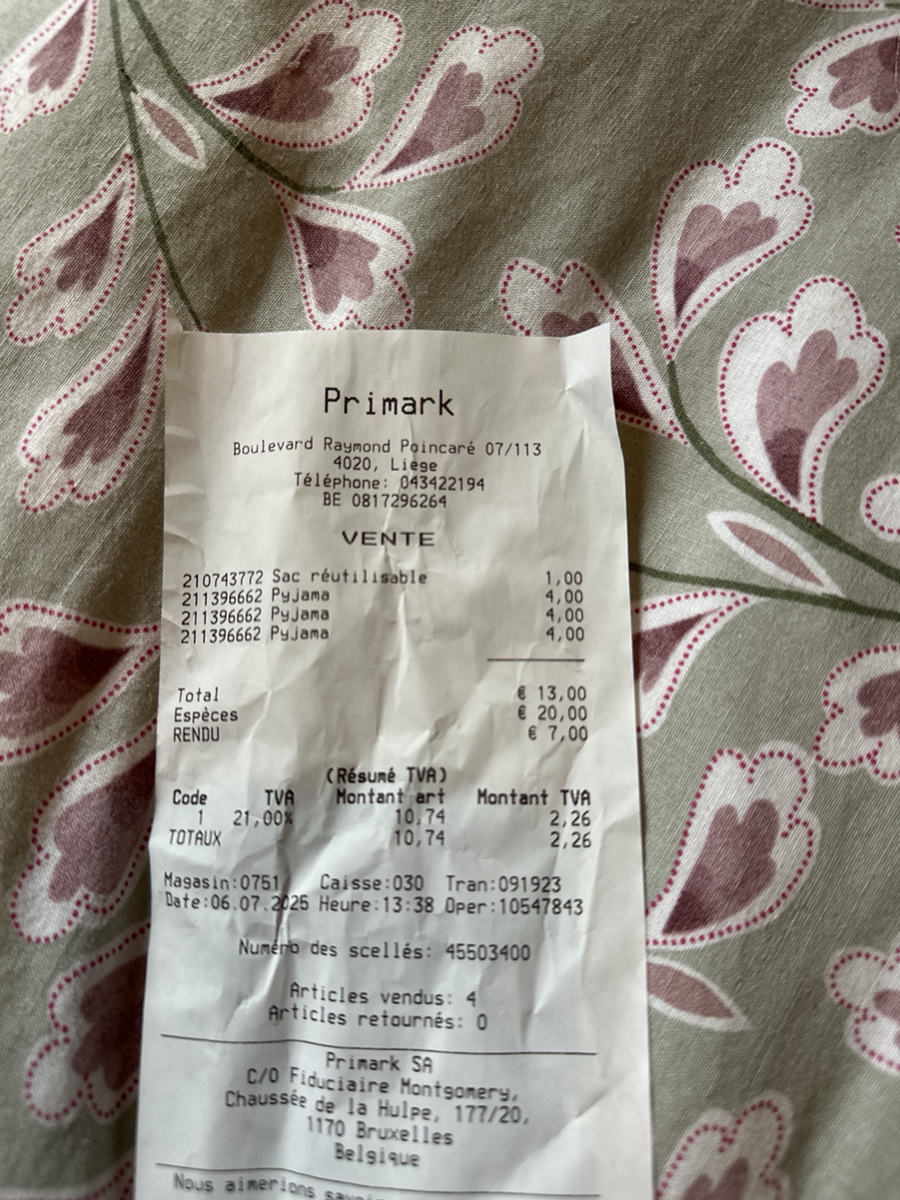 Primark
Boulevard Raymond Poincaré 07/113
4020, Liege
Téléphone: 043422194
BE 0817296264
VENTE
210743772 Sac réutilisable 1,00
211396662 Pyjama 4,00
211396662 Pyjama 4,00
211396662 Pyjama 4,00
Total € 13,00
Espèces € 20,00
RENDU € 7,00
(Résumé TVA)
Code TVA Montant art Montant TVA
1 21,00% 10,74 2,26
TOTAUX 10,74 2,26
Magasin:0751 Caisse:030 Tran:091923
Date:06.07.2025 Heure:13:38 Oper:10547843
Numéro des scellés: 45503400
Articles vendus: 4
Articles retournés: 0
Primark SA
C/O Fiduciaire Montgomery,
Chaussée de la Hulpe, 177/20,
1170 Bruxelles
Belgique
Nous aimerions